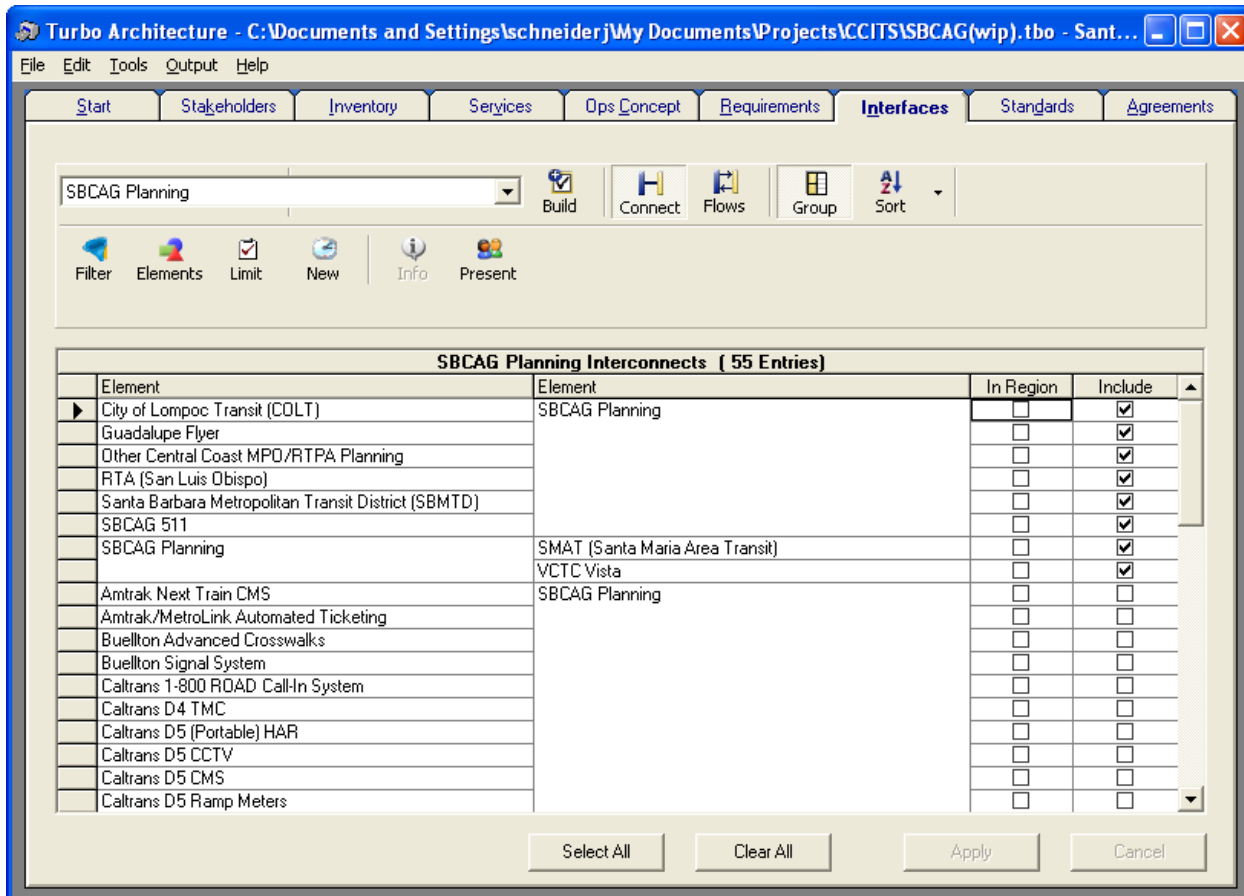 Turbo Architecture - C:\Documents and Settings\schneiderj\My Documents\Projects\CCITS\SBCAG(wip).tbo - Sant...
File Edit Tools Output Help
Start Stakeholders Inventory Services Ops Concept Requirements Interfaces Standards Agreements
SBCAG Planning
Build Connect Flows Group Sort
Filter Elements Limit New Info Present
SBCAG Planning Interconnects ( 55 Entries)
Element Element In Region Include
City of Lompoc Transit (COLT) SBCAG Planning
Guadalupe Flyer
Other Central Coast MPO/RTPA Planning
RTA (San Luis Obispo)
Santa Barbara Metropolitan Transit District (SBMTD)
SBCAG 511
SBCAG Planning SMAT (Santa Maria Area Transit)
VCTC Vista
Amtrak Next Train CMS SBCAG Planning
Amtrak/MetroLink Automated Ticketing
Buellton Advanced Crosswalks
Buellton Signal System
Caltrans 1-800 ROAD Call-In System
Caltrans D4 TMC
Caltrans D5 (Portable) HAR
Caltrans D5 CCTV
Caltrans D5 CMS
Caltrans D5 Ramp Meters
Select All Clear All Apply Cancel